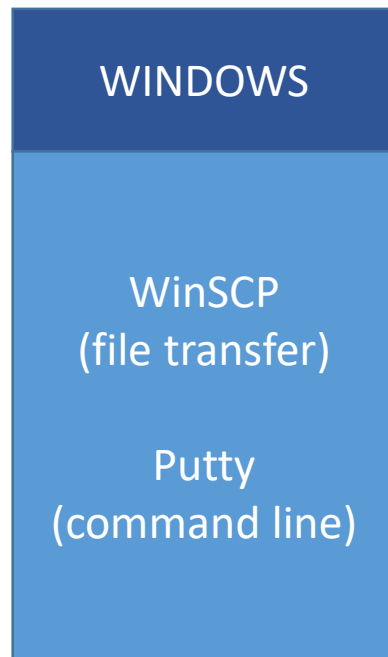 WINDOWS
WinSCP
(file transfer)
Putty
(command line)